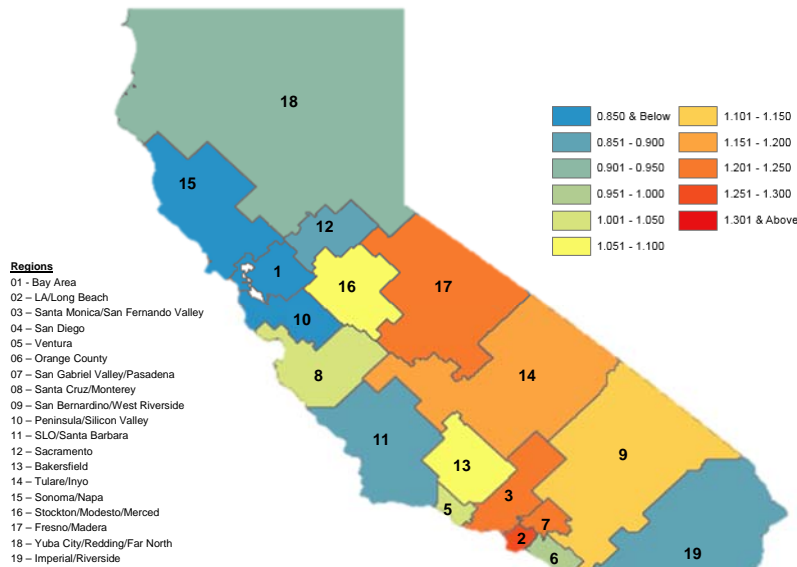 18
15
12
1
16
17
10
8
14
11
13
9
3
5
7
2
6
19
0.850 & Below
0.851 - 0.900
0.901 - 0.950
0.951 - 1.000
1.001 - 1.050
1.051 - 1.100
1.101 - 1.150
1.151 - 1.200
1.201 - 1.250
1.251 - 1.300
1.301 & Above
Regions
01 - Bay Area
02 – LA/Long Beach
03 – Santa Monica/San Fernando Valley
04 – San Diego
05 – Ventura
06 – Orange County
07 – San Gabriel Valley/Pasadena
08 – Santa Cruz/Monterey
09 – San Bernardino/West Riverside
10 – Peninsula/Silicon Valley
11 – SLO/Santa Barbara
12 – Sacramento
13 – Bakersfield
14 – Tulare/Inyo
15 – Sonoma/Napa
16 – Stockton/Modesto/Merced
17 – Fresno/Madera
18 – Yuba City/Redding/Far North
19 – Imperial/Riverside